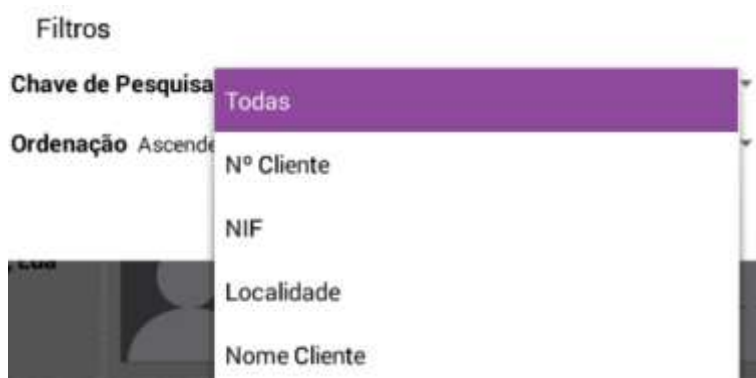 Filtros
Chave de Pesquisa
Todas
Ordenação Ascende
Nº Cliente
NIF
Localidade
Nome Cliente